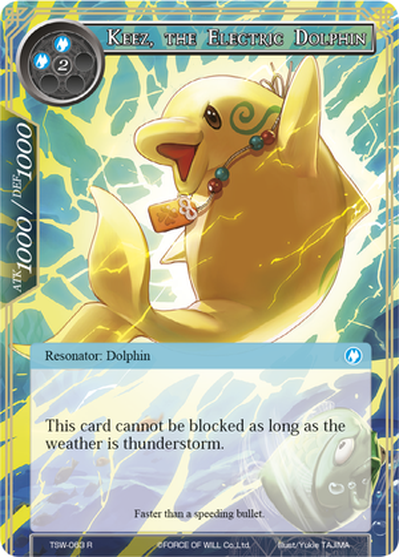 Keez, the Electric Dolphin
2
ATK 1000 / DEF 1000
Resonator: Dolphin
This card cannot be blocked as long as the
weather is thunderstorm.
Faster than a speeding bullet.
TSW-063 R ©FORCE OF WILL Co.,Ltd. Illust/Yukie TAJIMA